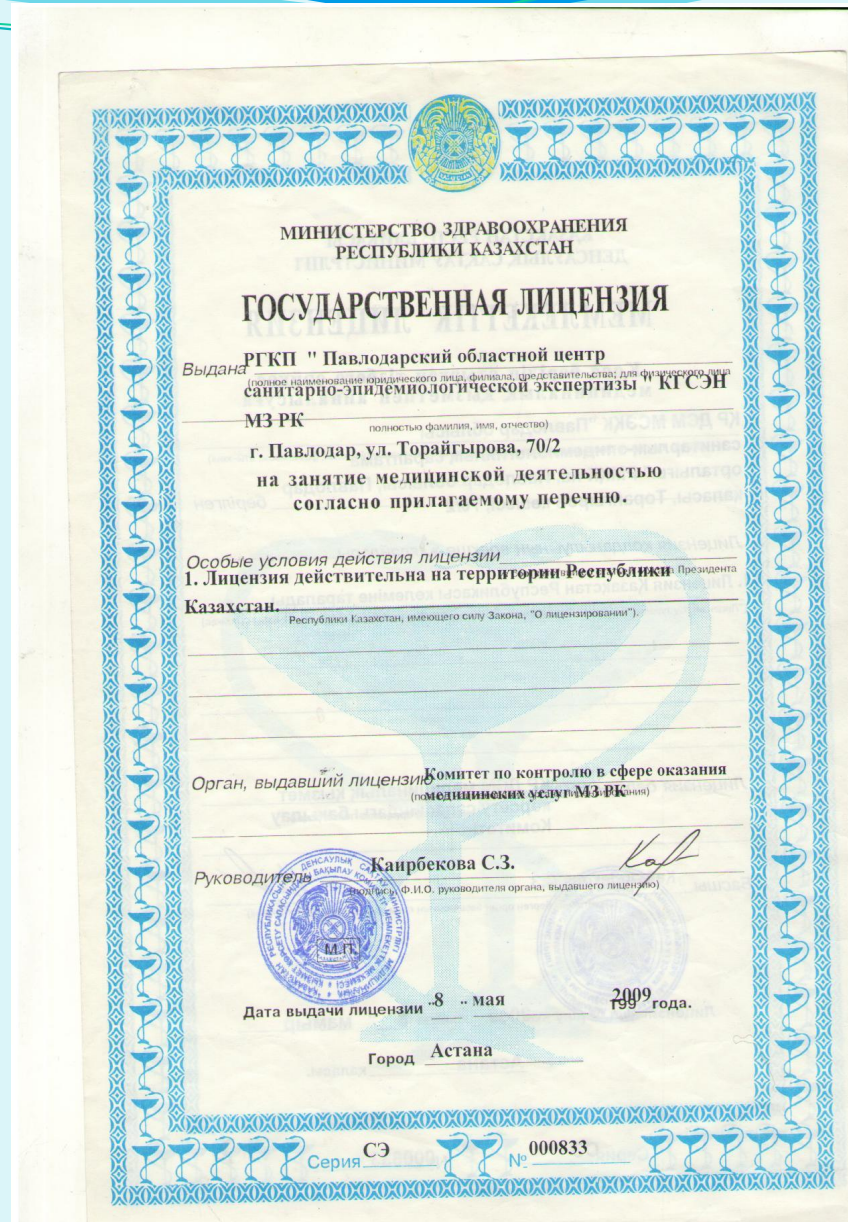 МИНИСТЕРСТВО ЗДРАВООХРАНЕНИЯ
РЕСПУБЛИКИ КАЗАХСТАН
ГОСУДАРСТВЕННАЯ ЛИЦЕНЗИЯ
Выдана РГКП " Павлодарский областной центр
(полное наименование юридического лица, филиала, представительства; для физического лица
санитарно-эпидемиологической экспертизы " КГСЭН
МЗ РК
полностью фамилия, имя, отчество)
г. Павлодар, ул. Торайгырова, 70/2
на занятие медицинской деятельностью
согласно прилагаемому перечню.
Особые условия действия лицензии
Президента
1. Лицензия действительна на территории Республики
Казахстан.
Республики Казахстан, имеющего силу Закона, "О лицензировании").
Орган, выдавший лицензию Комитет по контролю в сфере оказания
медицинских услуг МЗ РК
Руководитель Каирбекова С.З.
(подпись, Ф.И.О. руководителя органа, выдавшего лицензию)
М.П.
Дата выдачи лицензии "8 " мая 2009 года.
Город Астана
Серия СЭ № 000833